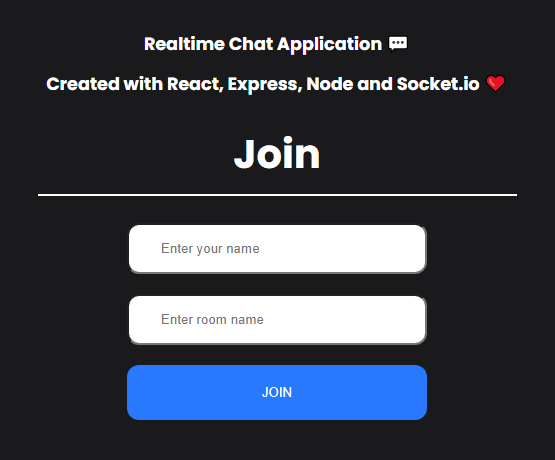 Realtime Chat Application 💬
Created with React, Express, Node and Socket.io ❤️
Join
Enter your name
Enter room name
JOIN